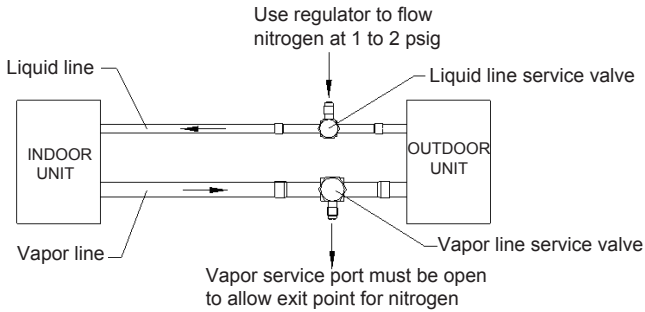 Use regulator to flow
nitrogen at 1 to 2 psig
Liquid line
Liquid line service valve
INDOOR
UNIT
OUTDOOR
UNIT
Vapor line
Vapor line service valve
Vapor service port must be open
to allow exit point for nitrogen